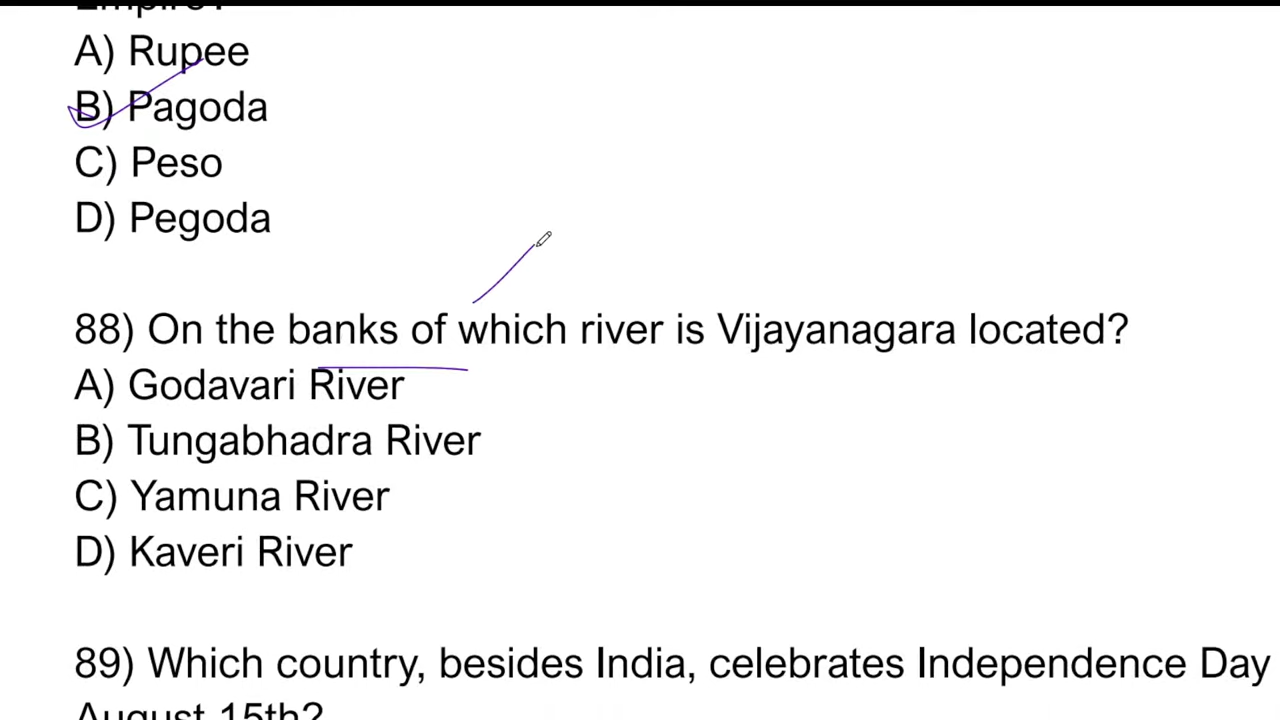 A) Rupee
B) Pagoda
C) Peso
D) Pegoda
88) On the banks of which river is Vijayanagara located?
A) Godavari River
B) Tungabhadra River
C) Yamuna River
D) Kaveri River
89) Which country, besides India, celebrates Independence Day
August 15th?